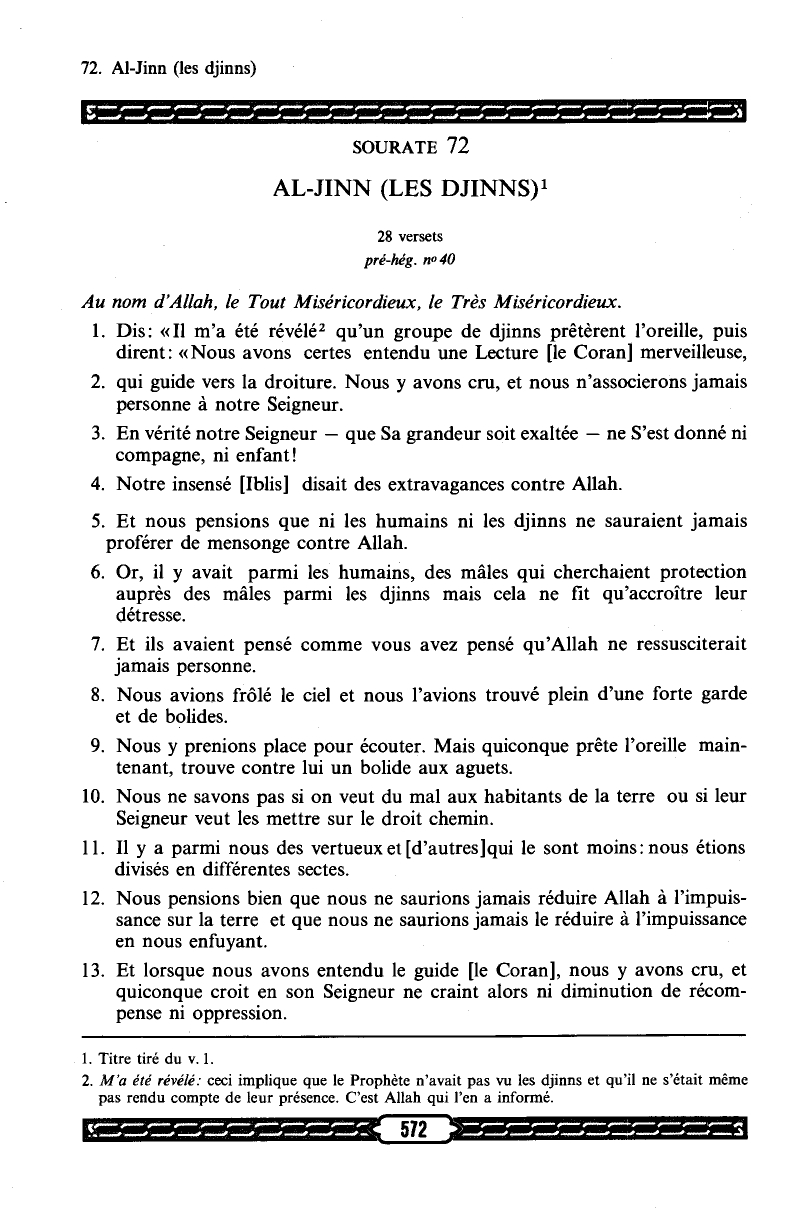 72. Al-Jinn (les djinns)
SOURATE 72
AL-JINN (LES DJINNS)¹
28 versets
pré-hég. nº 40
Au nom d'Allah, le Tout Miséricordieux, le Très Miséricordieux.
1. Dis: «Il m'a été révélé² qu'un groupe de djinns prêtèrent l'oreille, puis
dirent: «Nous avons certes entendu une Lecture [le Coran] merveilleuse,
2. qui guide vers la droiture. Nous y avons cru, et nous n'associerons jamais
personne à notre Seigneur.
3. En vérité notre Seigneur — que Sa grandeur soit exaltée — ne S'est donné ni
compagne, ni enfant!
4. Notre insensé [Iblis] disait des extravagances contre Allah.
5. Et nous pensions que ni les humains ni les djinns ne sauraient jamais
proférer de mensonge contre Allah.
6. Or, il y avait parmi les humains, des mâles qui cherchaient protection
auprès des mâles parmi les djinns mais cela ne fit qu'accroître leur
détresse.
7. Et ils avaient pensé comme vous avez pensé qu'Allah ne ressusciterait
jamais personne.
8. Nous avions frôlé le ciel et nous l'avions trouvé plein d'une forte garde
et de bolides.
9. Nous y prenions place pour écouter. Mais quiconque prête l'oreille main-
tenant, trouve contre lui un bolide aux aguets.
10. Nous ne savons pas si on veut du mal aux habitants de la terre ou si leur
Seigneur veut les mettre sur le droit chemin.
11. Il y a parmi nous des vertueux et [d'autres]qui le sont moins: nous étions
divisés en différentes sectes.
12. Nous pensions bien que nous ne saurions jamais réduire Allah à l'impuis-
sance sur la terre et que nous ne saurions jamais le réduire à l'impuissance
en nous enfuyant.
13. Et lorsque nous avons entendu le guide [le Coran], nous y avons cru, et
quiconque croit en son Seigneur ne craint alors ni diminution de récom-
pense ni oppression.
1. Titre tiré du v. 1.
2. M'a été révélé: ceci implique que le Prophète n'avait pas vu les djinns et qu'il ne s'était même
pas rendu compte de leur présence. C'est Allah qui l'en a informé.
572